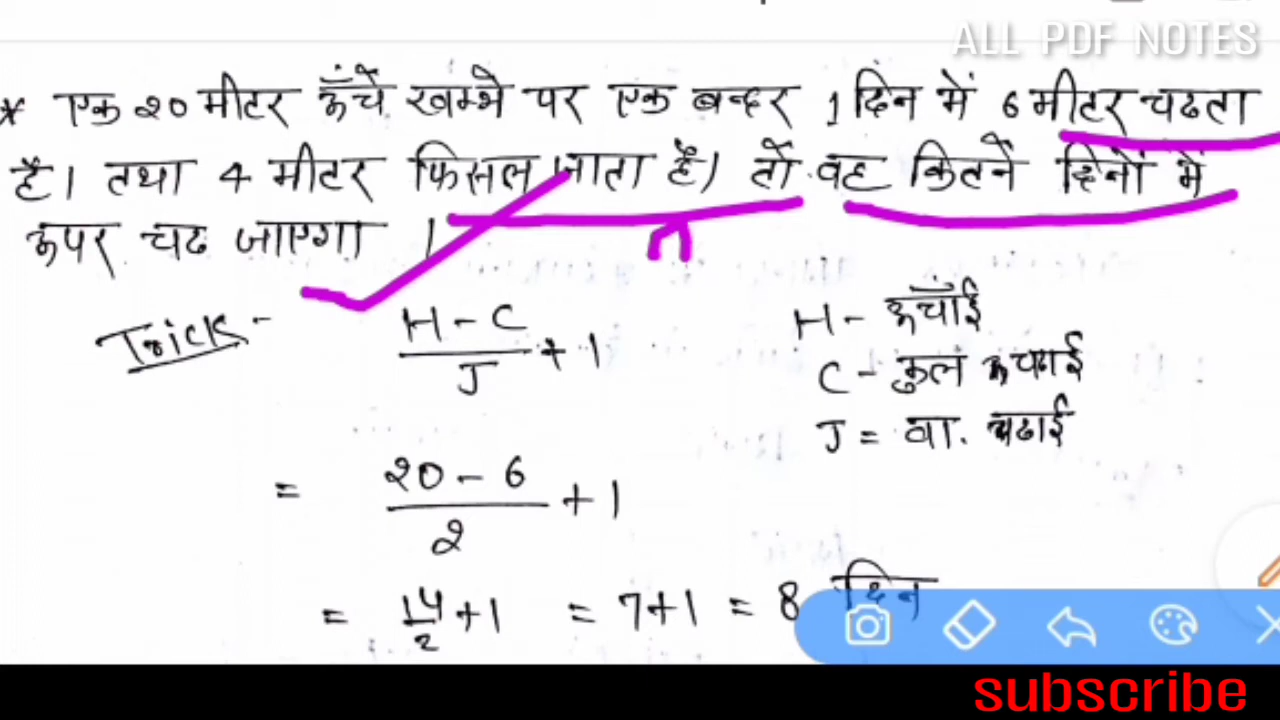 ALL PDF NOTES
* एक 20 मीटर ऊँचे खम्भे पर एक बन्दर 1 दिन में 6 मीटर चढता
है। तथा 4 मीटर फिसल जाता है। तो वह कितनें दिनों में
ऊपर चढ जाएगा ।
Trick - H - C / J + 1
H - ऊँचाई
C - कुल चढाई
J = वा. चढाई
= 20 - 6 / 2 + 1
= 14/2 + 1 = 7 + 1 = 8 दिन
subscribe